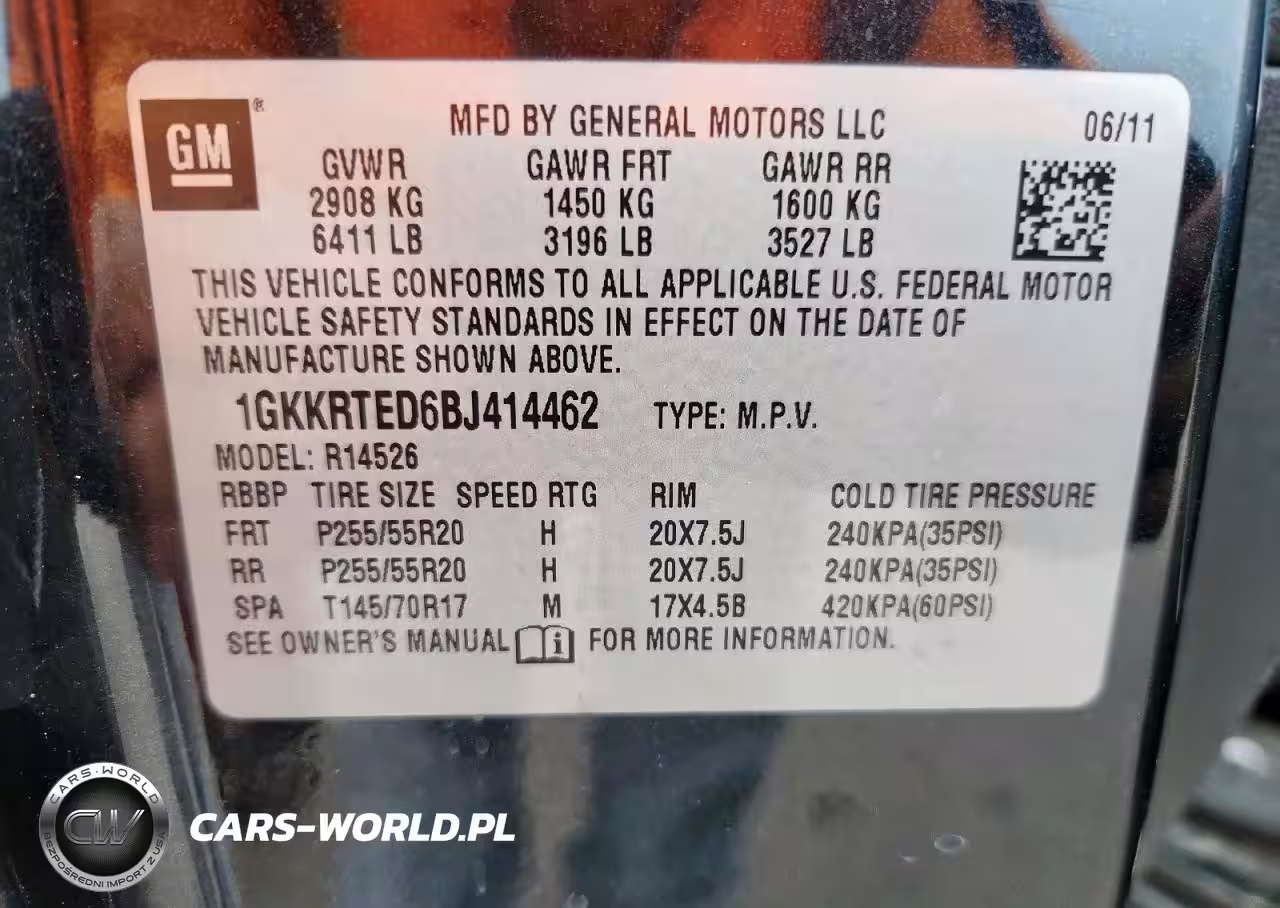 GM ®
MFD BY GENERAL MOTORS LLC 06/11
GVWR GAWR FRT GAWR RR
2908 KG 1450 KG 1600 KG
6411 LB 3196 LB 3527 LB
THIS VEHICLE CONFORMS TO ALL APPLICABLE U.S. FEDERAL MOTOR
VEHICLE SAFETY STANDARDS IN EFFECT ON THE DATE OF
MANUFACTURE SHOWN ABOVE.
1GKKRTED6BJ414462 TYPE: M.P.V.
MODEL: R14526
RBBP TIRE SIZE SPEED RTG RIM COLD TIRE PRESSURE
FRT P255/55R20 H 20X7.5J 240KPA(35PSI)
RR P255/55R20 H 20X7.5J 240KPA(35PSI)
SPA T145/70R17 M 17X4.5B 420KPA(60PSI)
SEE OWNER'S MANUAL i FOR MORE INFORMATION.
CARS-WORLD
CW
BEZPOŚREDNI IMPORT Z USA
CARS-WORLD.PL